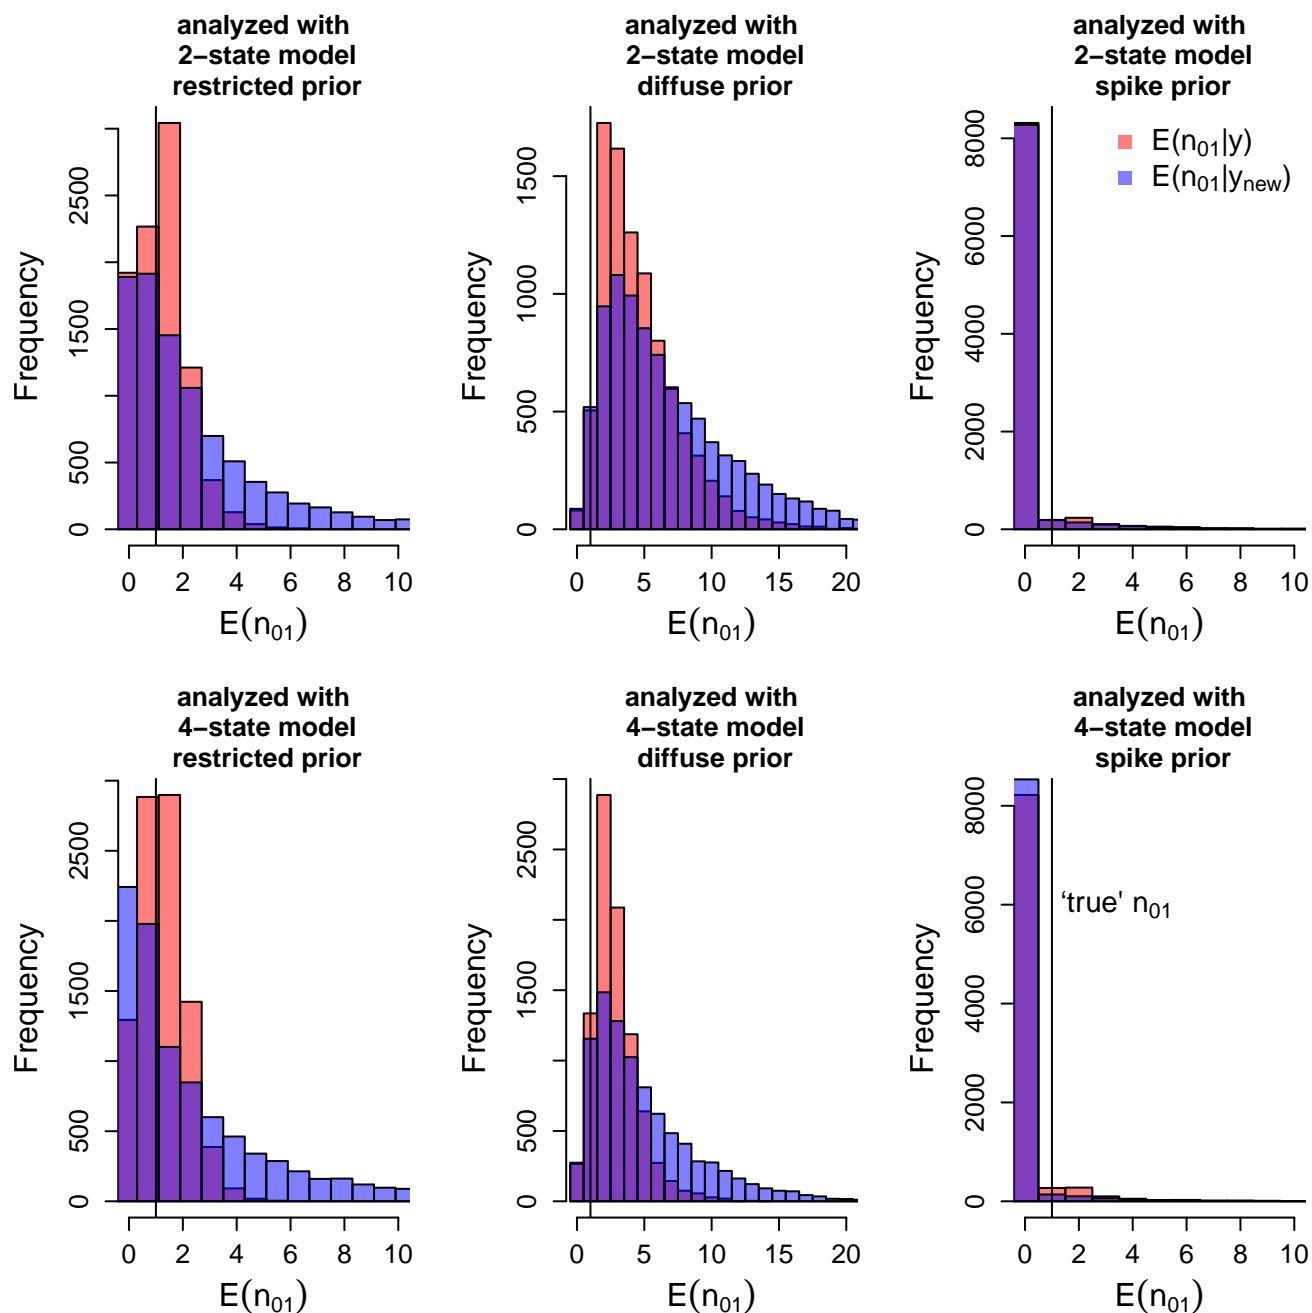 analyzed with
2−state model
restricted prior
Frequency
0
500
1500
2500
0 2 4 6 8 10
E(n01)
analyzed with
2−state model
diffuse prior
Frequency
0
500
1000
1500
0 5 10 15 20
E(n01)
analyzed with
2−state model
spike prior
Frequency
0
2000
4000
6000
8000
E(n01|y)
E(n01|ynew)
0 2 4 6 8 10
E(n01)
analyzed with
4−state model
restricted prior
Frequency
0
500
1500
2500
0 2 4 6 8 10
E(n01)
analyzed with
4−state model
diffuse prior
Frequency
0
500
1500
2500
0 5 10 15 20
E(n01)
analyzed with
4−state model
spike prior
Frequency
0
2000
4000
6000
8000
‘true’ n01
0 2 4 6 8 10
E(n01)